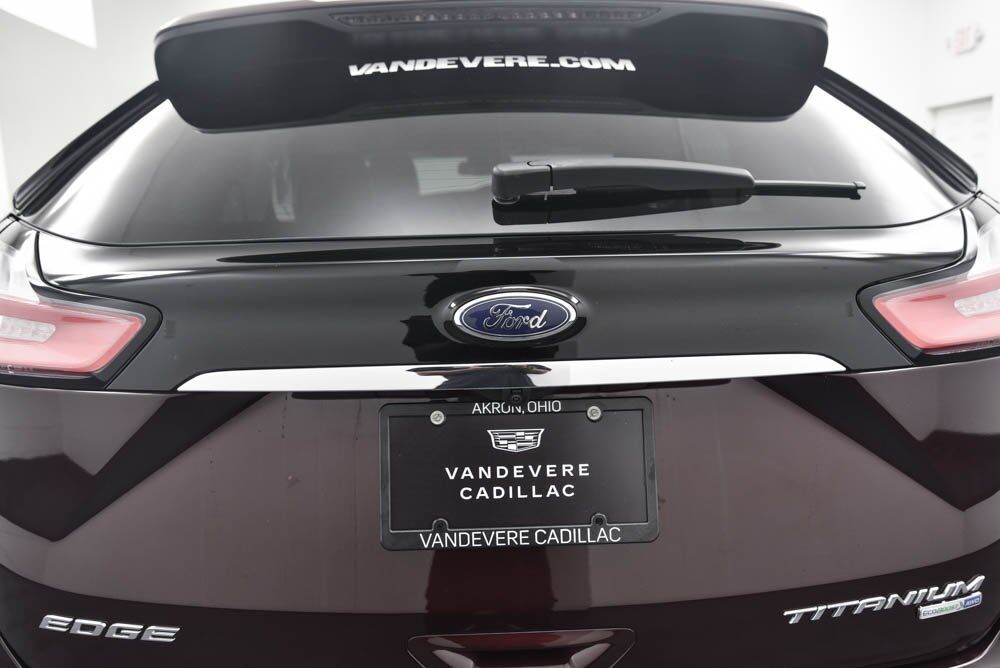 VANDEVERE.COM
Ford
AKRON, OHIO
VANDEVERE
CADILLAC
VANDEVERE CADILLAC
EDGE
TITANIUM
ECOBOOST AWD